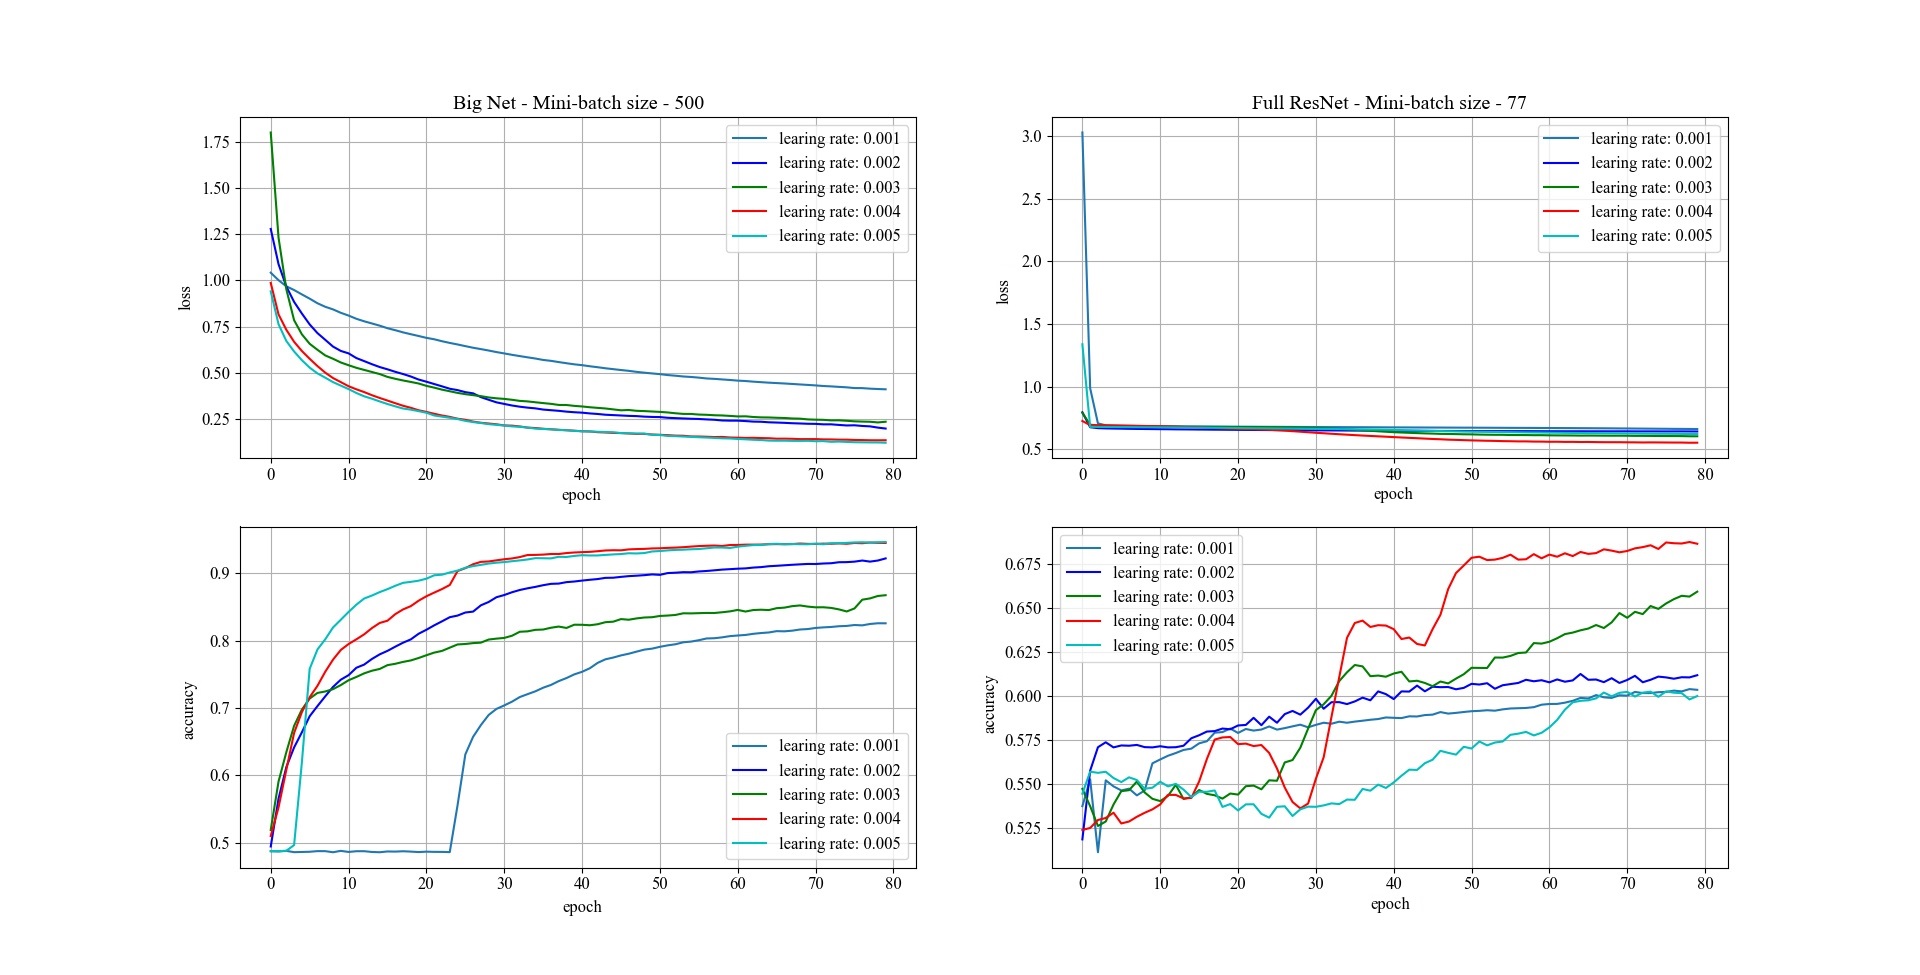 Big Net - Mini-batch size - 500
1.75
1.50
1.25
1.00
0.75
0.50
0.25
loss
learing rate: 0.001
learing rate: 0.002
learing rate: 0.003
learing rate: 0.004
learing rate: 0.005
0 10 20 30 40 50 60 70 80
epoch
Full ResNet - Mini-batch size - 77
3.0
2.5
2.0
1.5
1.0
0.5
loss
learing rate: 0.001
learing rate: 0.002
learing rate: 0.003
learing rate: 0.004
learing rate: 0.005
0 10 20 30 40 50 60 70 80
epoch
0.9
0.8
0.7
0.6
0.5
accuracy
learing rate: 0.001
learing rate: 0.002
learing rate: 0.003
learing rate: 0.004
learing rate: 0.005
0 10 20 30 40 50 60 70 80
epoch
0.675
0.650
0.625
0.600
0.575
0.550
0.525
accuracy
learing rate: 0.001
learing rate: 0.002
learing rate: 0.003
learing rate: 0.004
learing rate: 0.005
0 10 20 30 40 50 60 70 80
epoch